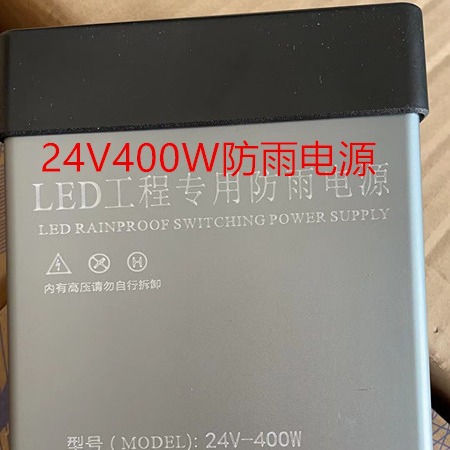 24V400W防雨电源
LED工程专用防雨电源
LED RAINPROOF SWITCHING POWER SUPPLY
内有高压请勿自行拆卸
型号(MODEL): 24V-400W